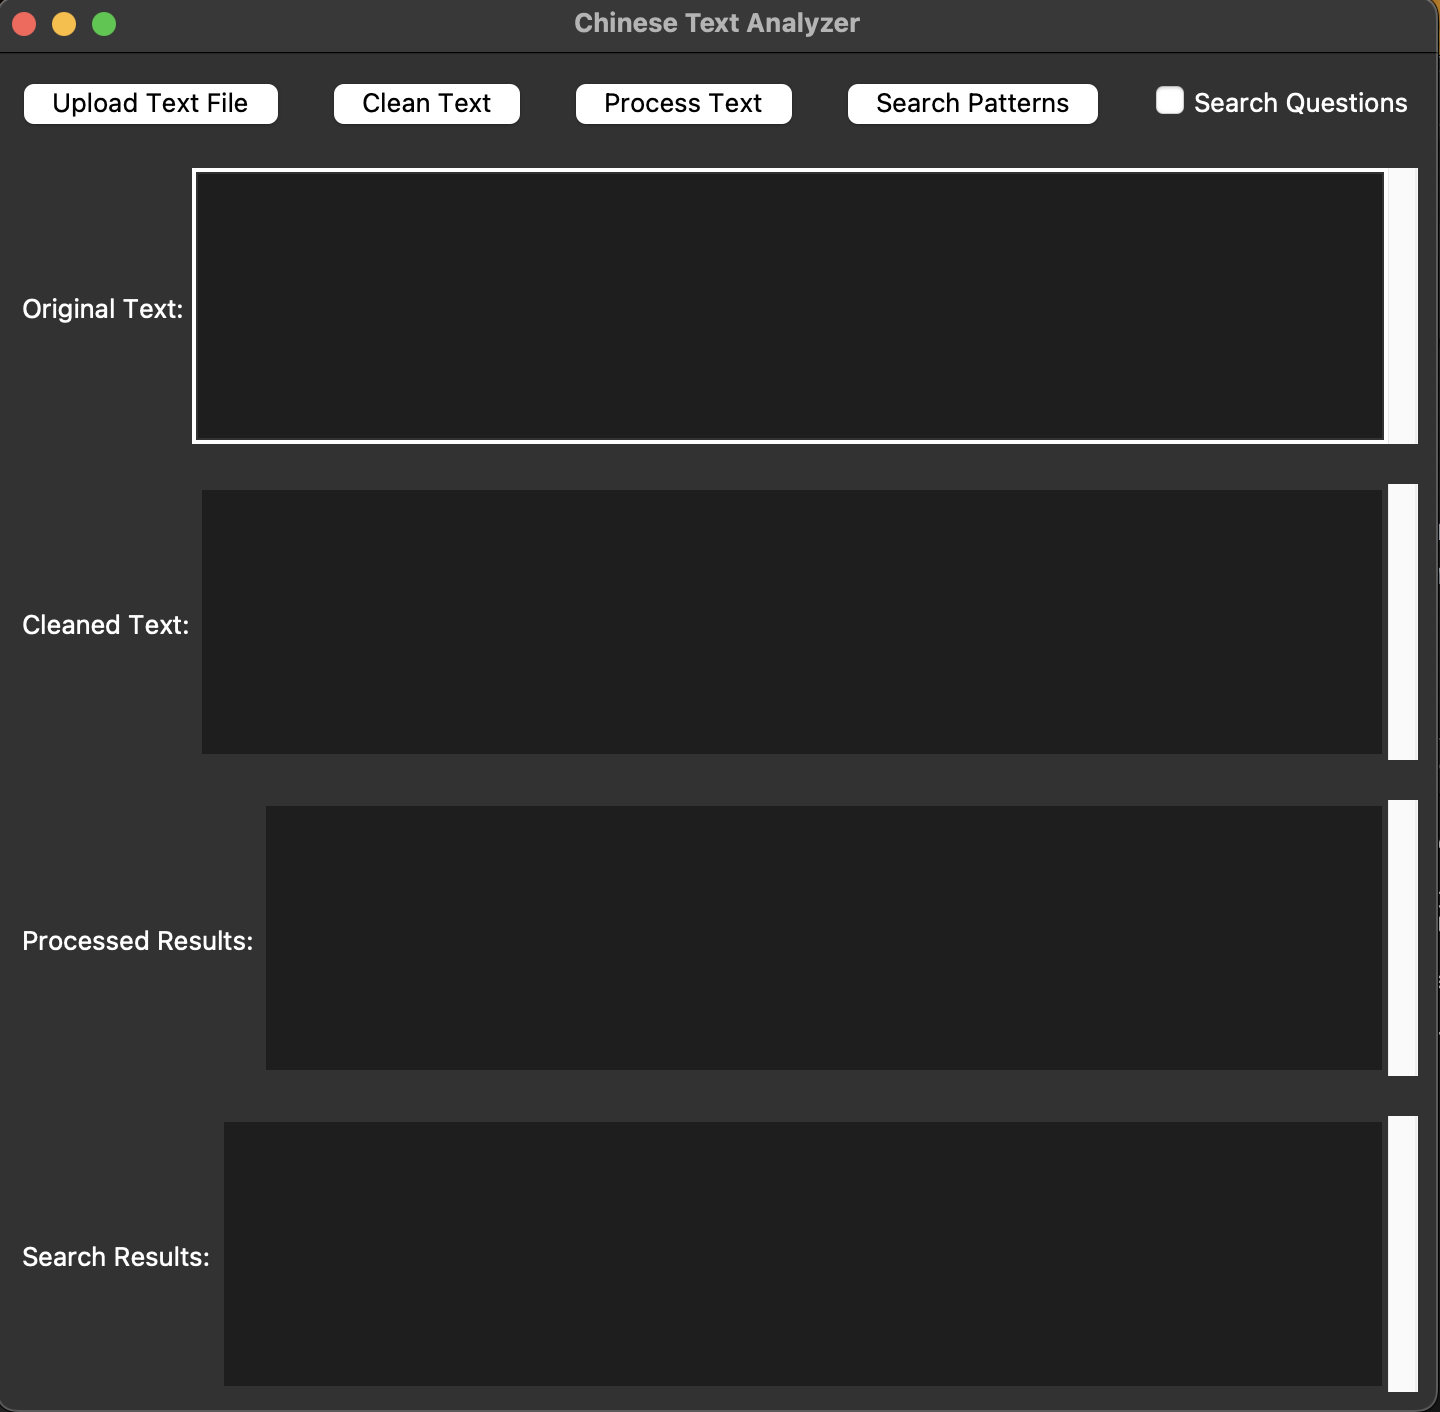 Chinese Text Analyzer
Upload Text File Clean Text Process Text Search Patterns Search Questions
Original Text:
Cleaned Text:
Processed Results:
Search Results: